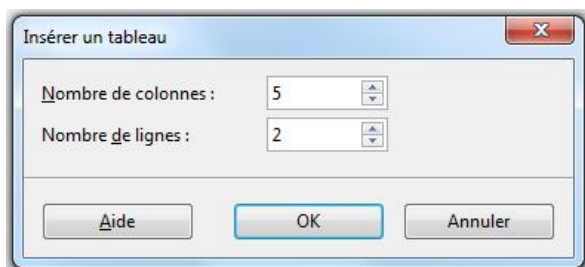 Insérer un tableau
Nombre de colonnes : 5
Nombre de lignes : 2
Aide OK Annuler